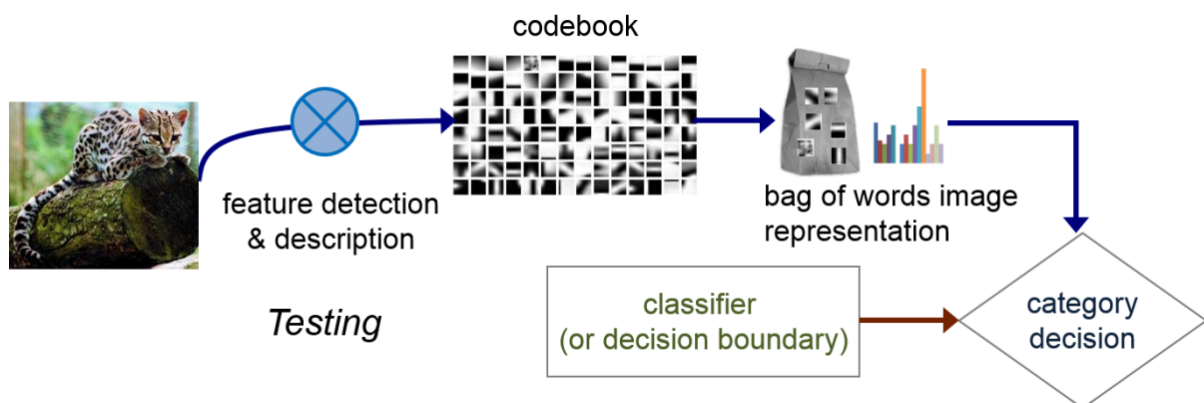 codebook
feature detection
& description
bag of words image
representation
Testing
classifier
(or decision boundary)
category
decision